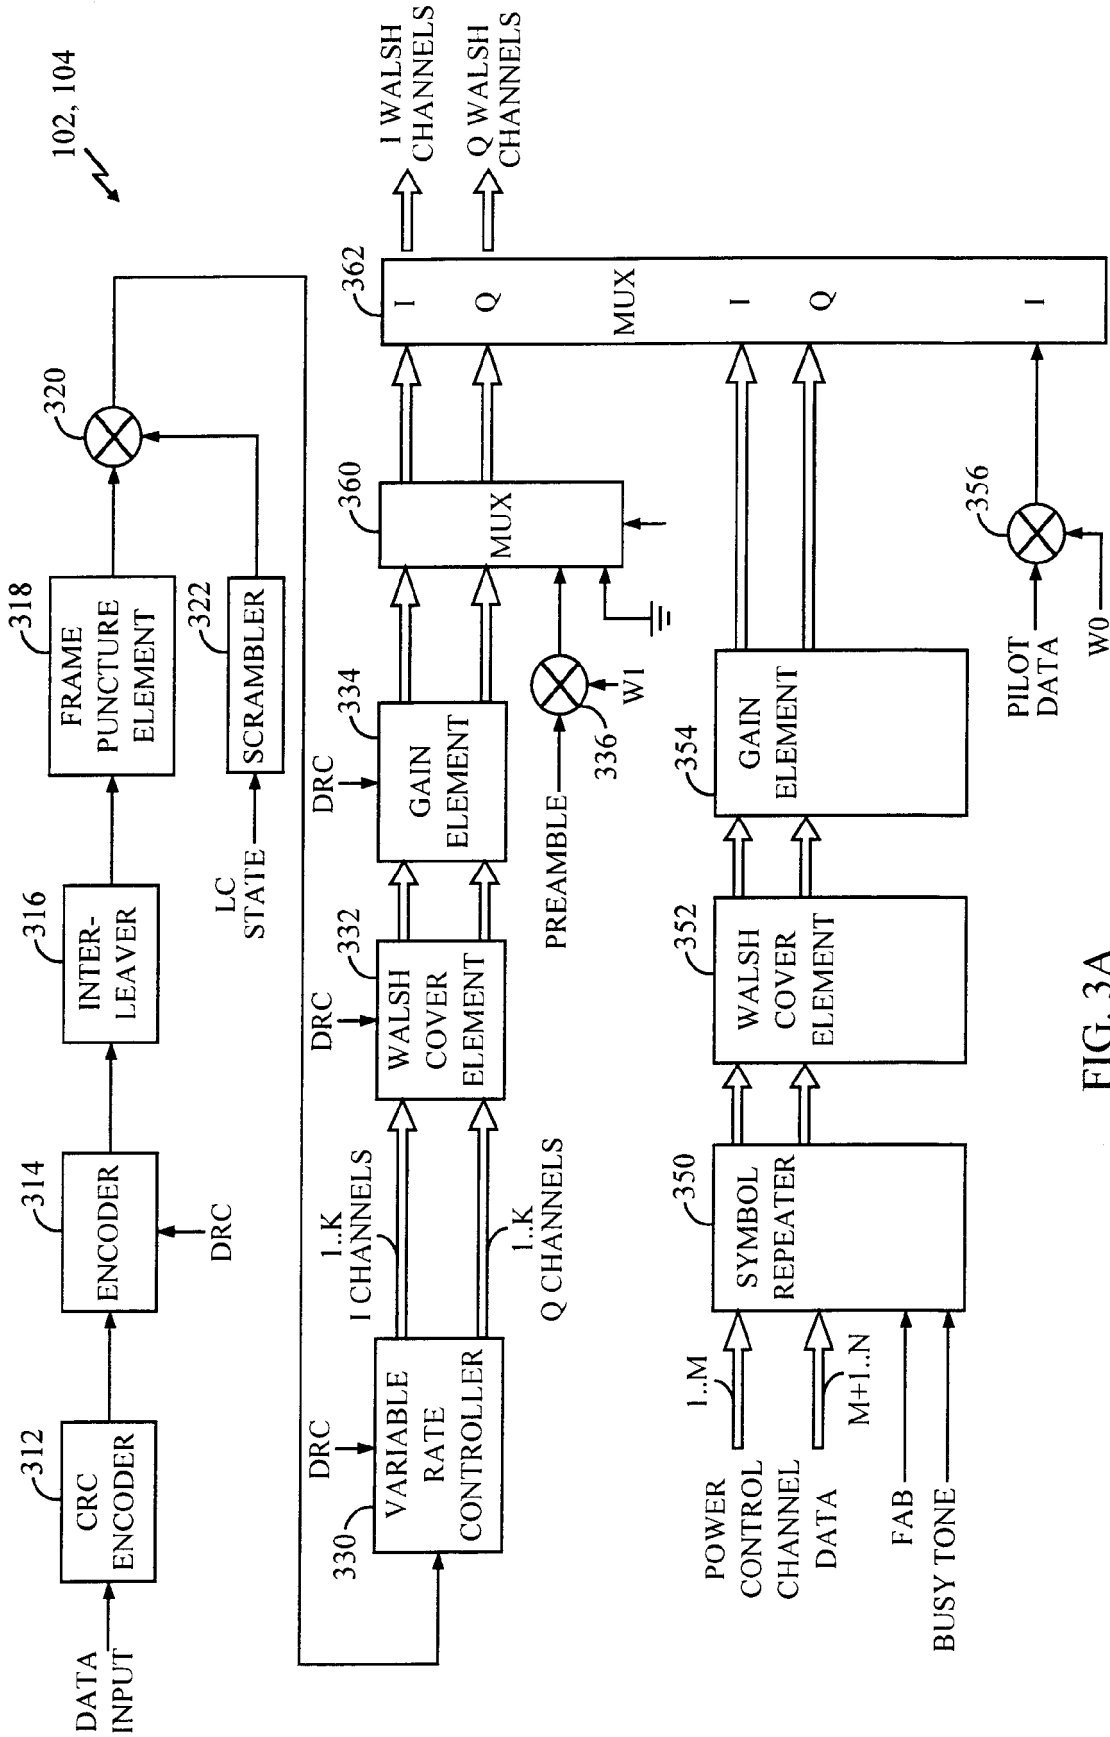 102, 104
DATA
INPUT
312
CRC
ENCODER
314
ENCODER
DRC
316
INTER-
LEAVER
318
FRAME
PUNCTURE
ELEMENT
320
LC
STATE
322
SCRAMBLER
DRC
330
VARIABLE
RATE
CONTROLLER
1..K
I CHANNELS
1..K
Q CHANNELS
DRC
332
WALSH
COVER
ELEMENT
DRC
334
GAIN
ELEMENT
PREAMBLE
336
W1
360
MUX
362
I
Q
MUX
I
Q
I
I WALSH
CHANNELS
Q WALSH
CHANNELS
POWER
CONTROL
CHANNEL
DATA
1..M
M+1..N
FAB
BUSY TONE
350
SYMBOL
REPEATER
352
WALSH
COVER
ELEMENT
354
GAIN
ELEMENT
PILOT
DATA
356
W0
FIG. 3A